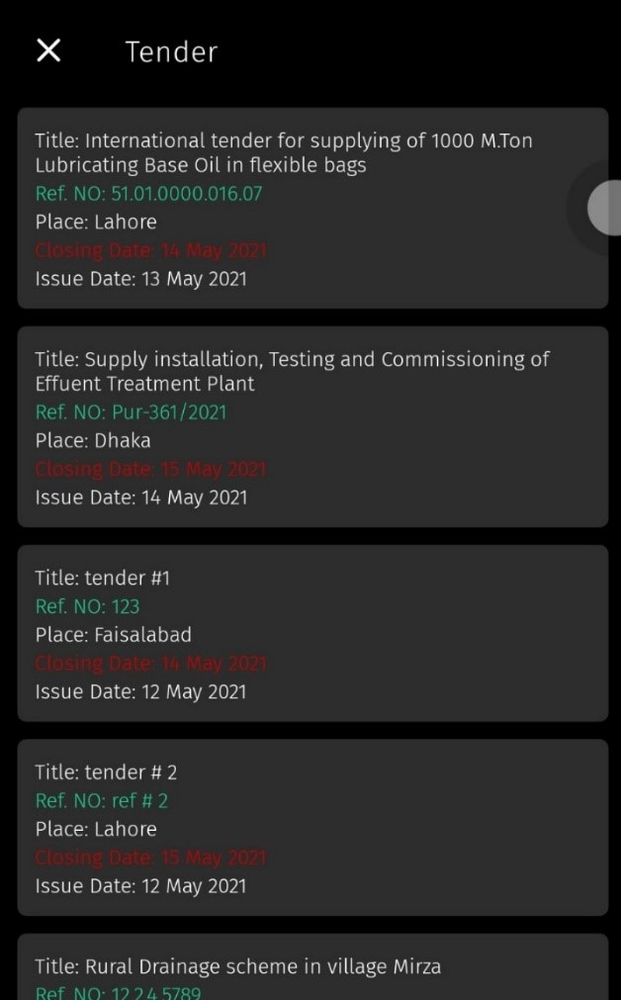 Tender
Title: International tender for supplying of 1000 M.Ton
Lubricating Base Oil in flexible bags
Ref. NO: 51.01.0000.016.07
Place: Lahore
Closing Date: 14 May 2021
Issue Date: 13 May 2021
Title: Supply installation, Testing and Commissioning of
Effuent Treatment Plant
Ref. NO: Pur-361/2021
Place: Dhaka
Closing Date: 15 May 2021
Issue Date: 14 May 2021
Title: tender #1
Ref. NO: 123
Place: Faisalabad
Closing Date: 14 May 2021
Issue Date: 12 May 2021
Title: tender # 2
Ref. NO: ref # 2
Place: Lahore
Closing Date: 15 May 2021
Issue Date: 12 May 2021
Title: Rural Drainage scheme in village Mirza
Ref. NO: 12.2.4.5789